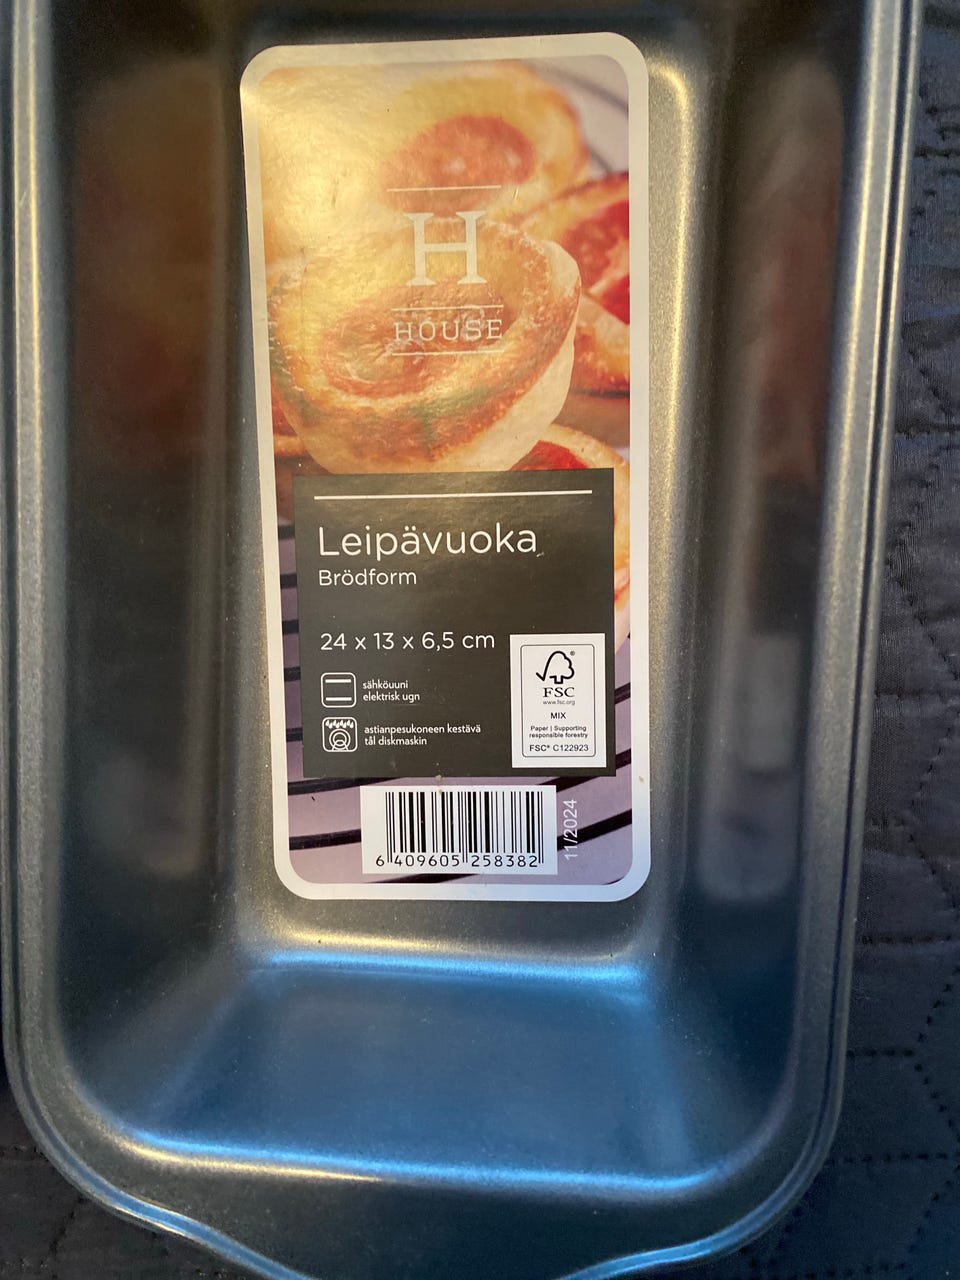 H
HOUSE
Leipävuoka
Brödform
24 x 13 x 6,5 cm
sähköuuni
elektrisk ugn
astianpesukoneen kestävä
tål diskmaskin
FSC®
www.fsc.org
MIX
Paper | Supporting
responsible forestry
FSC® C122923
6 409605 258382
11/2024